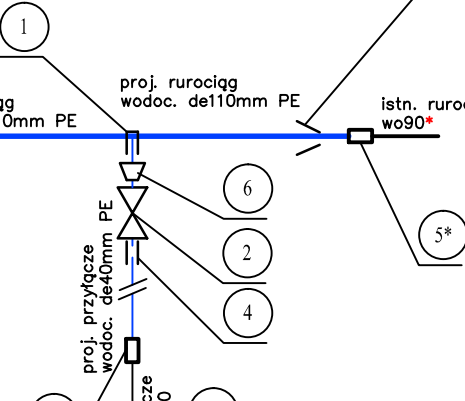 1
proj. rurociąg
wodoc. de110mm PE
0mm PE
istn. ruroc
wo90*
6
2
4
5*
proj. przyłącze
wodoc. de40mm PE